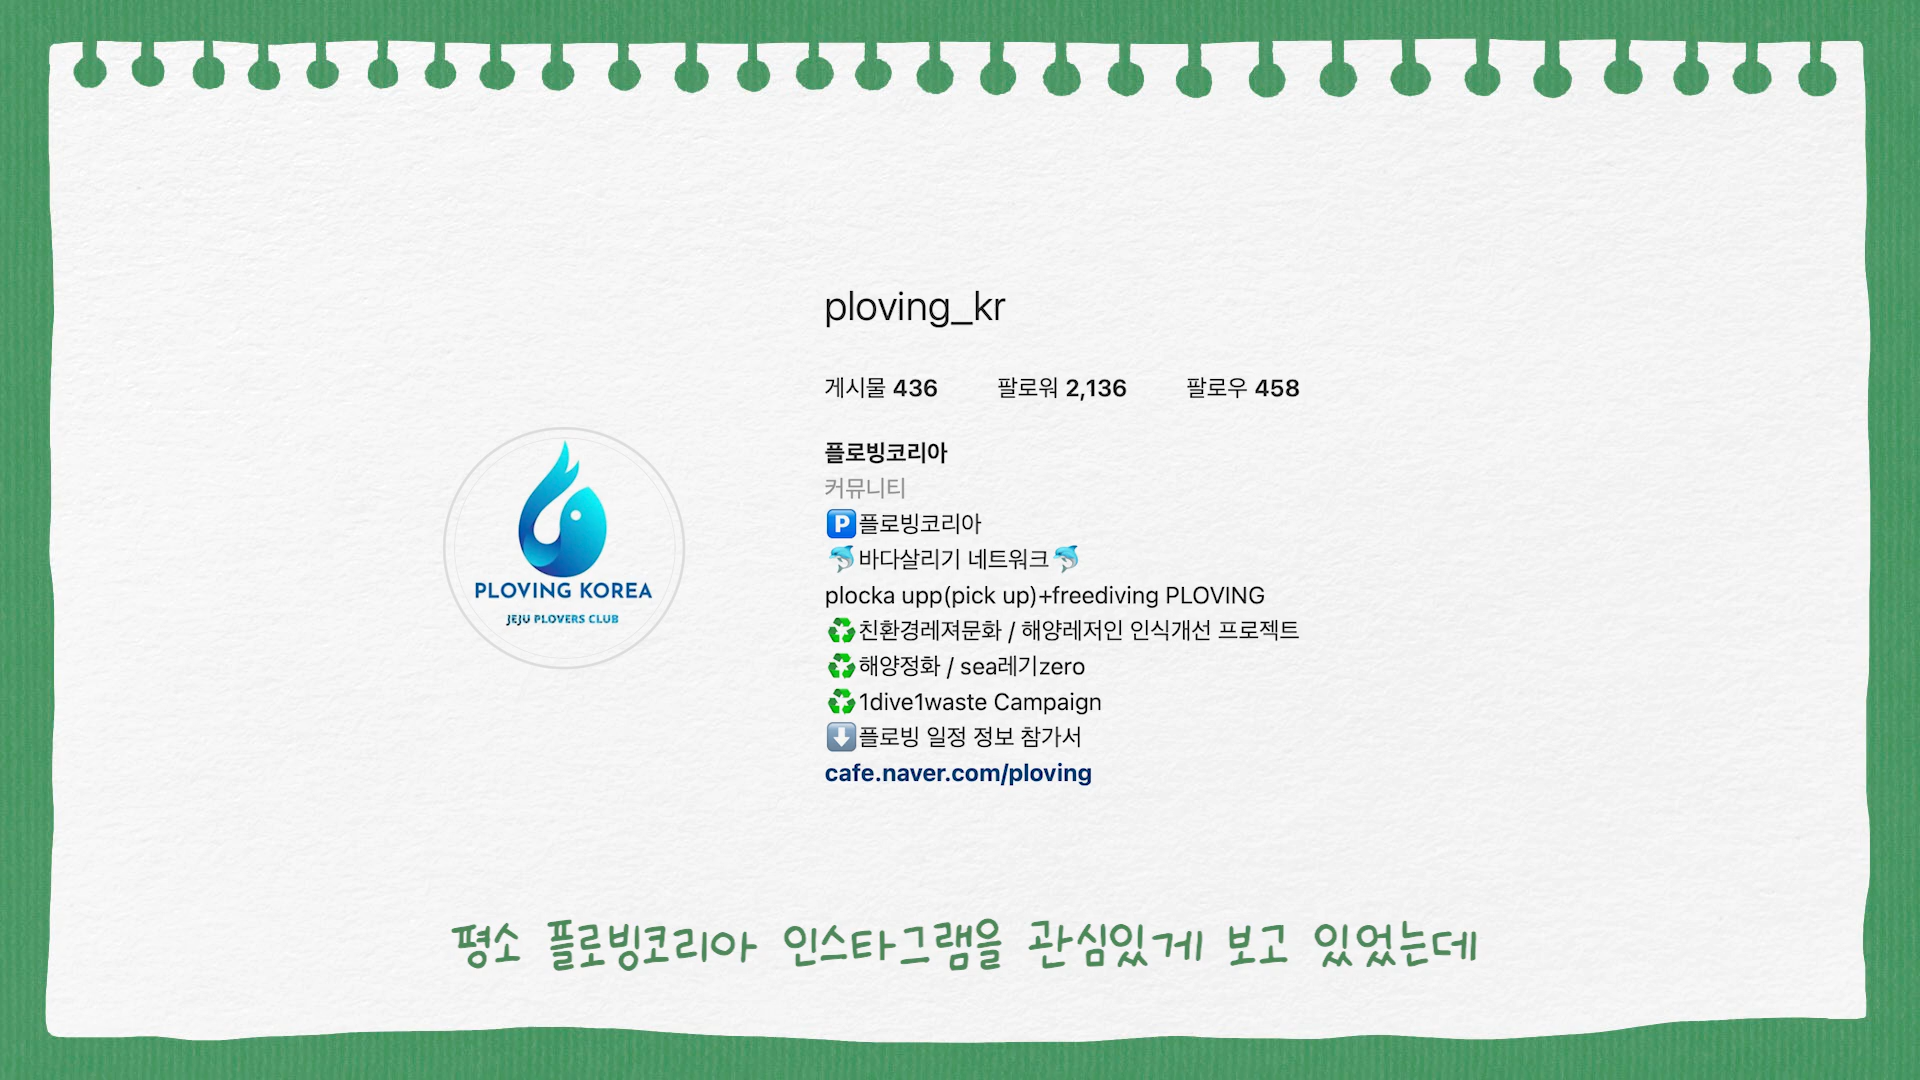 ploving_kr
게시물 436 팔로워 2,136 팔로우 458
플로빙코리아
커뮤니티
🅿️플로빙코리아
🐬바다살리기 네트워크🐬
plocka upp(pick up)+freediving PLOVING
♻️친환경레져문화 / 해양레저인 인식개선 프로젝트
♻️해양정화 / sea레기zero
♻️1dive1waste Campaign
⬇️플로빙 일정 정보 참가서
cafe.naver.com/ploving
PLOVING KOREA
JEJU PLOVERS CLUB
평소 플로빙코리아 인스타그램을 관심있게 보고 있었는데